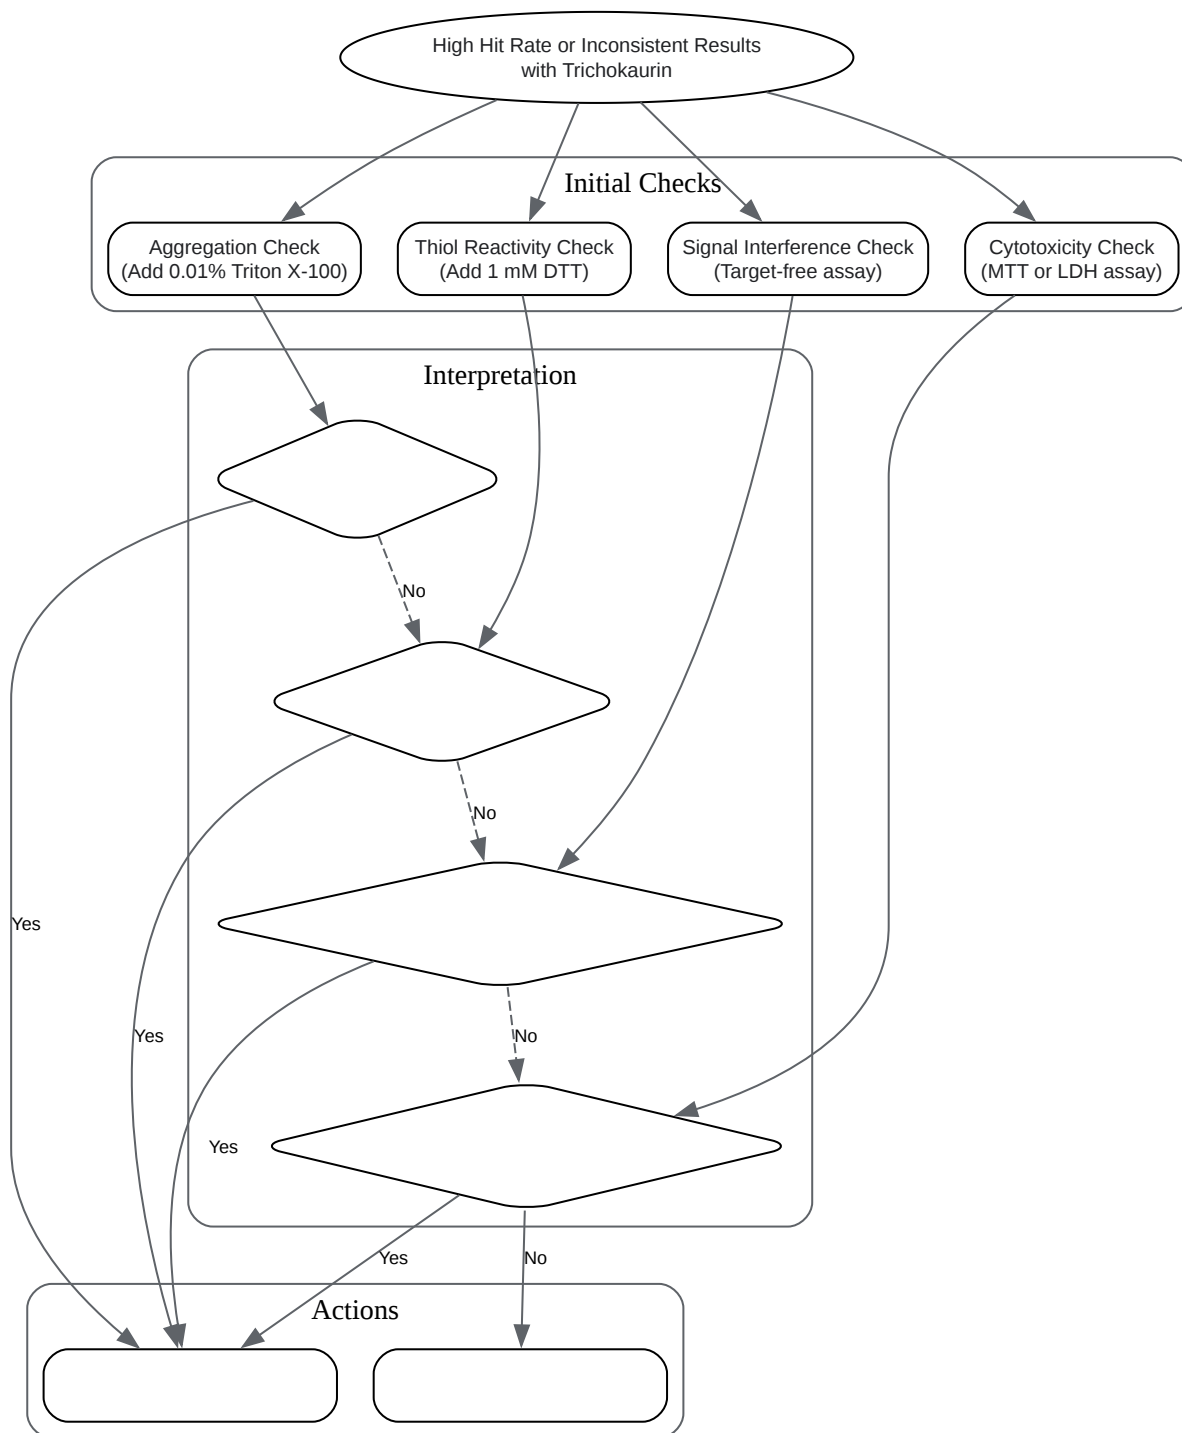 High Hit Rate or Inconsistent Results
with Trichokaurin
Initial Checks
Aggregation Check
(Add 0.01% Triton X-100)
Thiol Reactivity Check
(Add 1 mM DTT)
Signal Interference Check
(Target-free assay)
Cytotoxicity Check
(MTT or LDH assay)
Interpretation
No
No
Yes
Yes
No
Yes
Yes
No
Actions